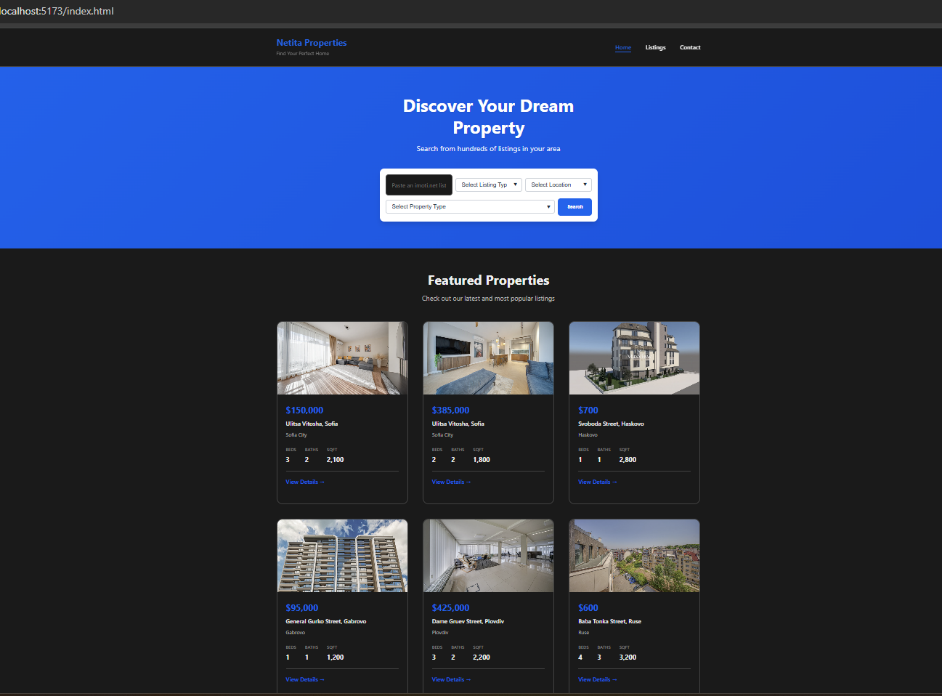 localhost:5173/index.html
Netita Properties
Find Your Perfect Home
Home Listings Contact
Discover Your Dream
Property
Search from hundreds of listings in your area
Select Listing Typ
Select Location
Select Property Type
Search
Featured Properties
Check out our latest and most popular listings
$150,000
Ulitsa Vitosha, Sofia
Sofia City
BEDS BATHS SQFT
3 2 2,100
View Details →
$385,000
Ulitsa Vitosha, Sofia
Sofia City
BEDS BATHS SQFT
2 2 1,800
View Details →
$700
Svoboda Street, Haskovo
Haskovo
BEDS BATHS SQFT
1 1 2,800
View Details →
$95,000
General Gurko Street, Gabrovo
Gabrovo
BEDS BATHS SQFT
1 1 1,200
View Details →
$425,000
Dame Gruev Street, Plovdiv
Plovdiv
BEDS BATHS SQFT
3 2 2,200
View Details →
$600
Baba Tonka Street, Ruse
Ruse
BEDS BATHS SQFT
4 3 3,200
View Details →